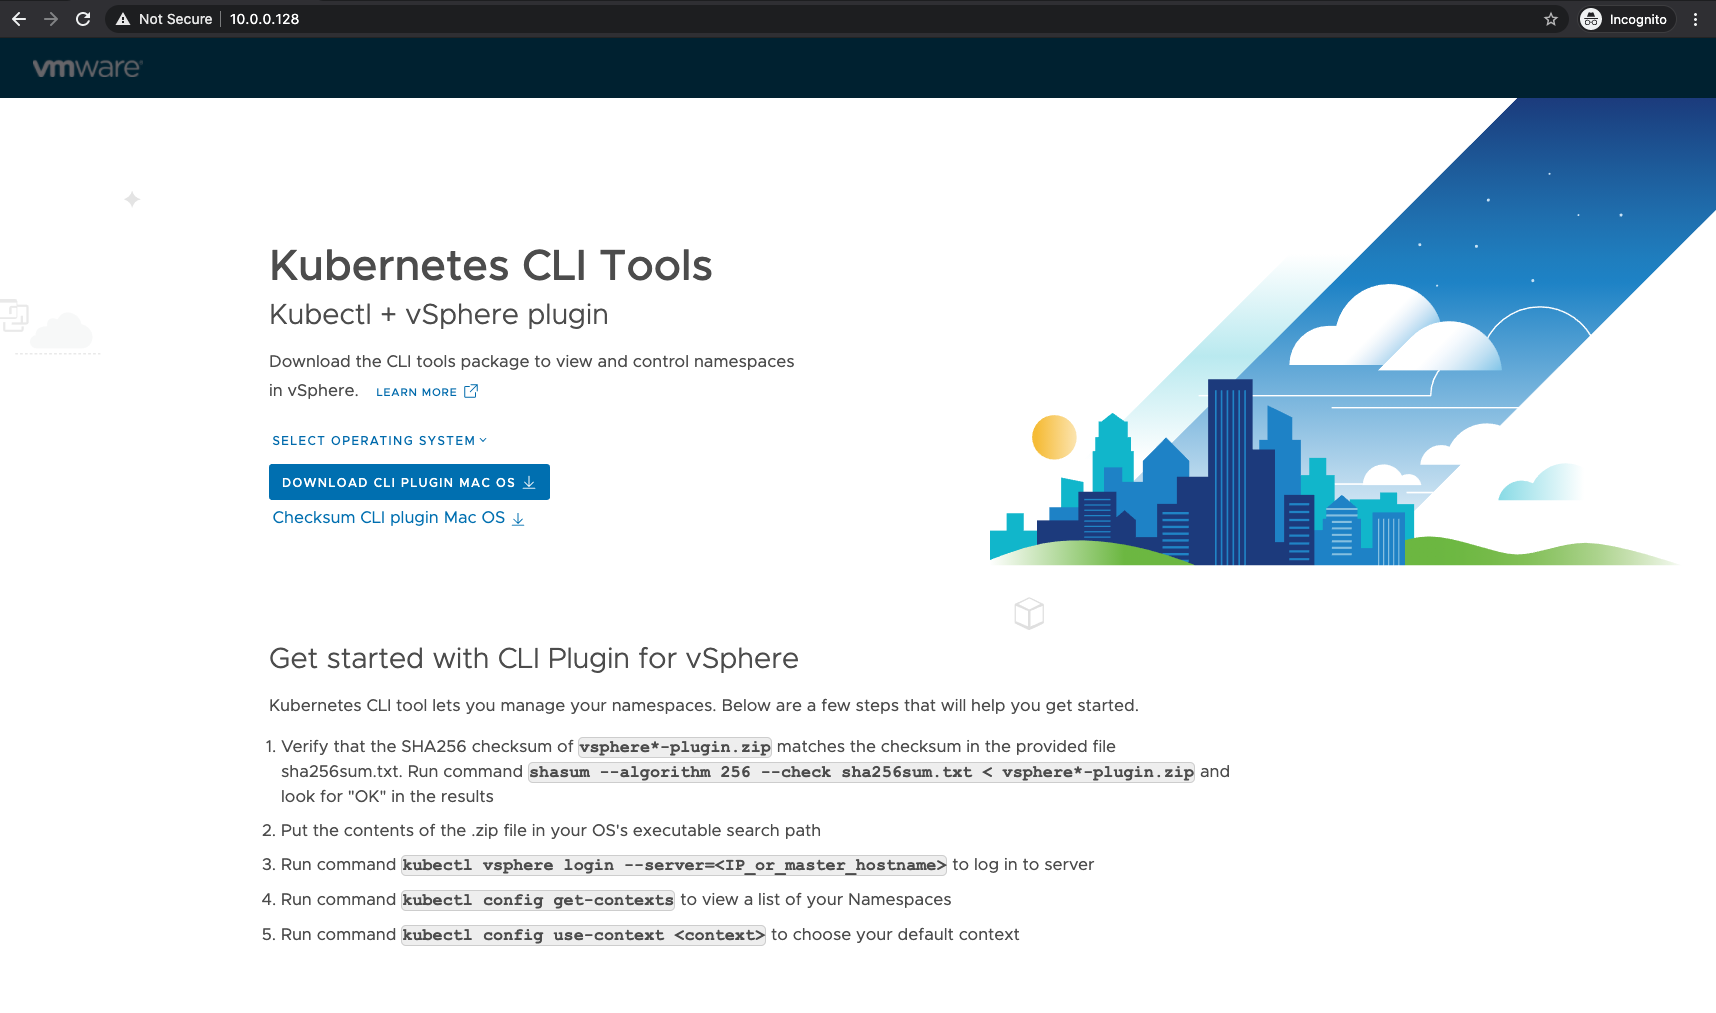 Not Secure | 10.0.0.128
Incognito
vmware
Kubernetes CLI Tools
Kubectl + vSphere plugin
Download the CLI tools package to view and control namespaces
in vSphere. LEARN MORE
SELECT OPERATING SYSTEM
DOWNLOAD CLI PLUGIN MAC OS
Checksum CLI plugin Mac OS
Get started with CLI Plugin for vSphere
Kubernetes CLI tool lets you manage your namespaces. Below are a few steps that will help you get started.
1. Verify that the SHA256 checksum of vsphere*-plugin.zip matches the checksum in the provided file
sha256sum.txt. Run command shasum --algorithm 256 --check sha256sum.txt < vsphere*-plugin.zip and
look for "OK" in the results
2. Put the contents of the .zip file in your OS's executable search path
3. Run command kubectl vsphere login --server=<IP_or_master_hostname> to log in to server
4. Run command kubectl config get-contexts to view a list of your Namespaces
5. Run command kubectl config use-context <context> to choose your default context